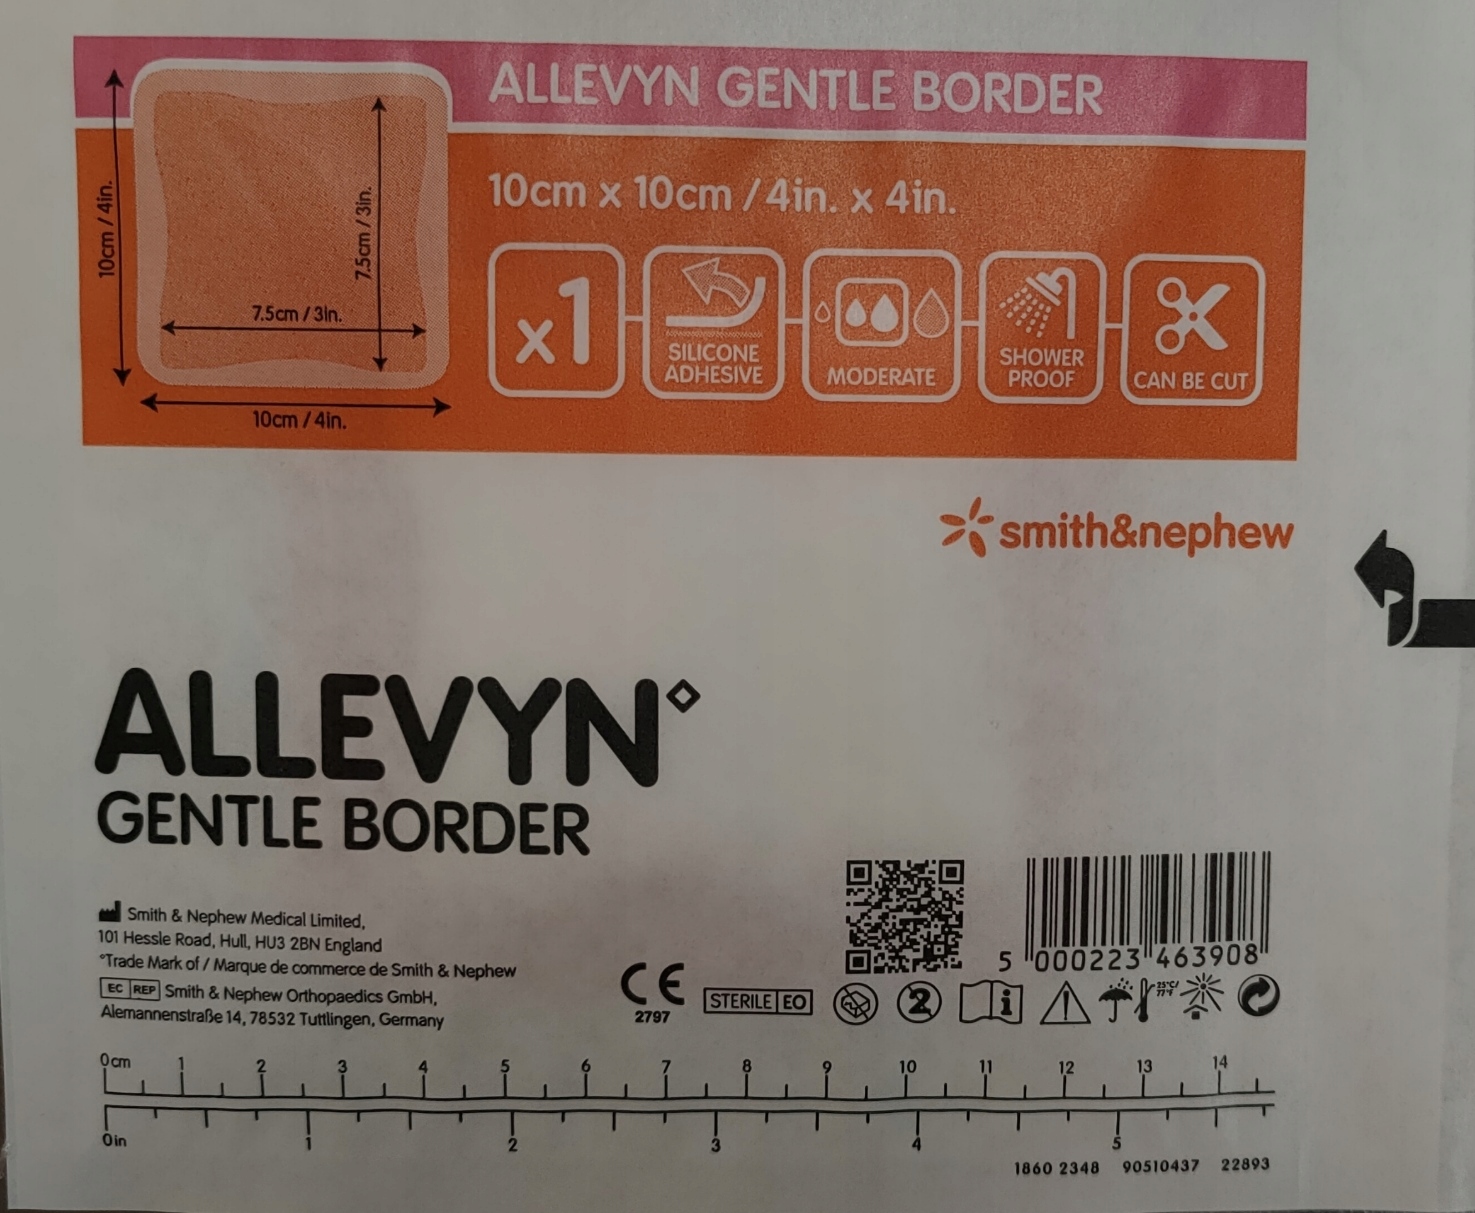 ALLEVYN GENTLE BORDER
10cm x 10cm / 4in. x 4in.
10cm / 4in.
7.5cm / 3in.
7.5cm / 3in.
10cm / 4in.
x1
SILICONE
ADHESIVE
MODERATE
SHOWER
PROOF
CAN BE CUT
smith&nephew
ALLEVYN◇
GENTLE BORDER
Smith & Nephew Medical Limited,
101 Hessle Road, Hull, HU3 2BN England
◇Trade Mark of / Marque de commerce de Smith & Nephew
EC REP Smith & Nephew Orthopaedics GmbH,
Alemannenstraße 14, 78532 Tuttlingen, Germany
CE
2797
STERILE EO
2
i
25°C/
77°F
5 000223 463908
0cm 1 2 3 4 5 6 7 8 9 10 11 12 13 14
0in 1 2 3 4 5
1860 2348 90510437 22893